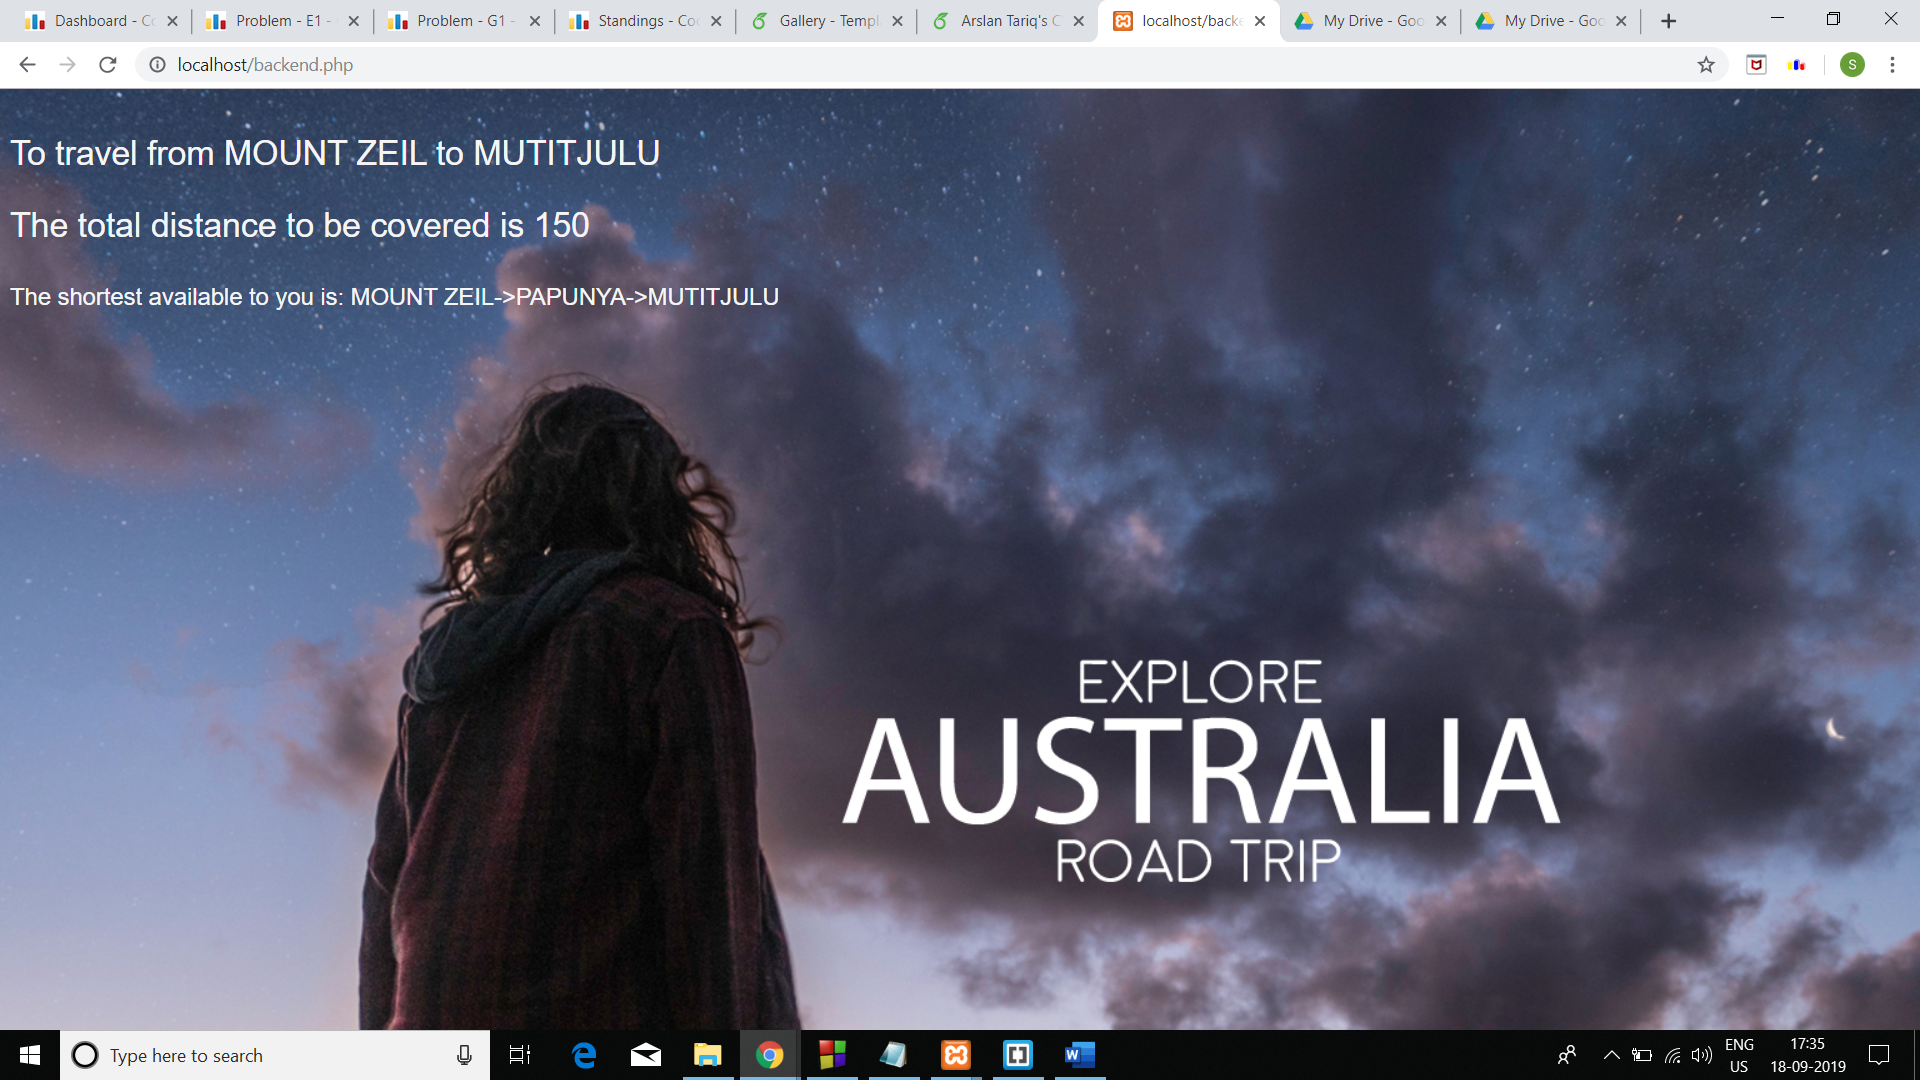 Dashboard - Co
Problem - E1 -
Problem - G1 -
Standings - Cod
Gallery - Templ
Arslan Tariq's C
localhost/backe
My Drive - Goo
My Drive - Goo
localhost/backend.php
S
To travel from MOUNT ZEIL to MUTITJULU
The total distance to be covered is 150
The shortest available to you is: MOUNT ZEIL->PAPUNYA->MUTITJULU
EXPLORE
AUSTRALIA
ROAD TRIP
Type here to search
ENG
US
17:35
18-09-2019